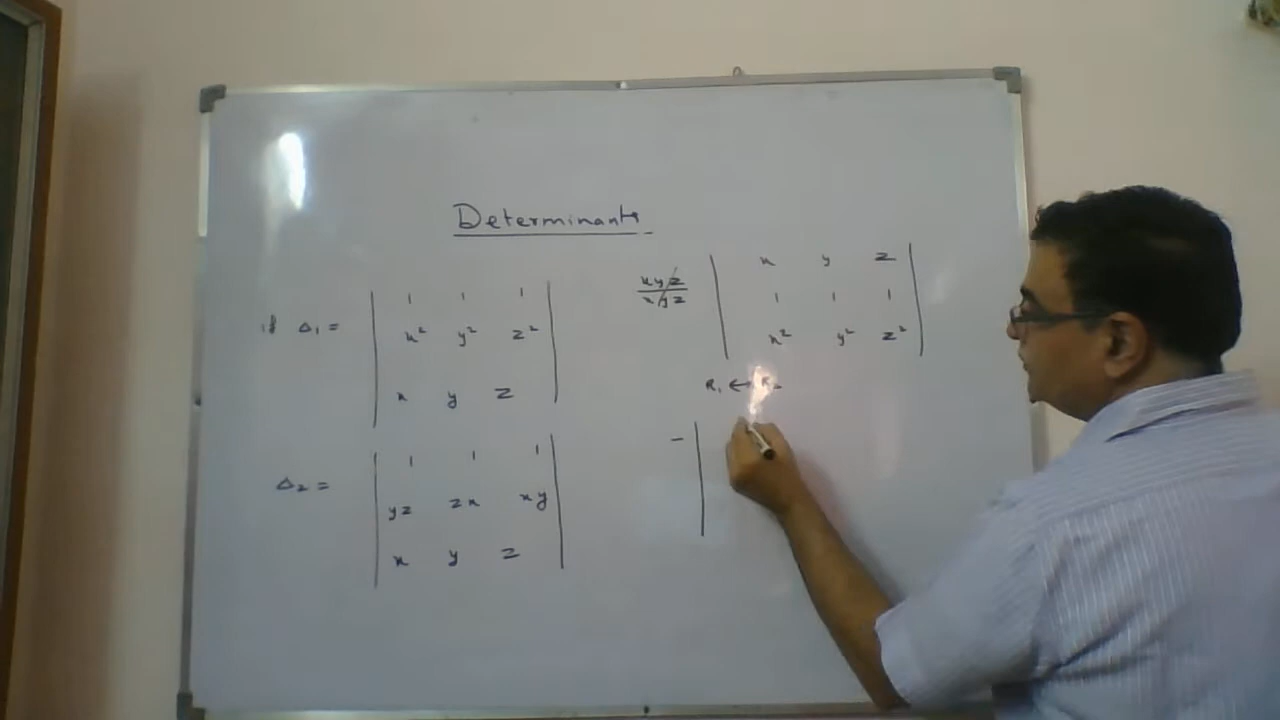 Determinants
if Δ₁ =
1 1 1
x² y² z²
x y z
Δ₂ =
1 1 1
yz zx xy
x y z
xyz
xyz
x y z
1 1 1
x² y² z²
R₁ ↔
-